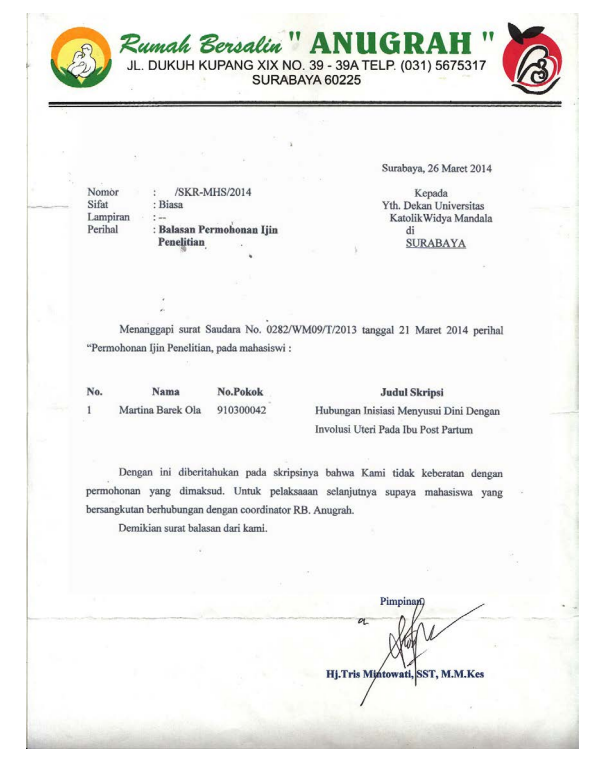 Rumah Bersalin " ANUGRAH "
JL. DUKUH KUPANG XIX NO. 39 - 39A TELP. (031) 5675317
SURABAYA 60225
Surabaya, 26 Maret 2014
Nomor : /SKR-MHS/2014
Sifat : Biasa
Lampiran : --
Perihal : Balasan Permohonan Ijin
Penelitian
Kepada
Yth. Dekan Universitas
KatolikWidya Mandala
di
SURABAYA
Menanggapi surat Saudara No. 0282/WM09/T/2013 tanggal 21 Maret 2014 perihal
“Permohonan Ijin Penelitian, pada mahasiswi :
No. Nama No.Pokok Judul Skripsi
1 Martina Barek Ola 910300042 Hubungan Inisiasi Menyusui Dini Dengan
Involusi Uteri Pada Ibu Post Partum
Dengan ini diberitahukan pada skripsinya bahwa Kami tidak keberatan dengan
permohonan yang dimaksud. Untuk pelaksaaan selanjutnya supaya mahasiswa yang
bersangkutan berhubungan dengan coordinator RB. Anugrah.
Demikian surat balasan dari kami.
Pimpinan
Hj.Tris Mintowati, SST, M.M.Kes